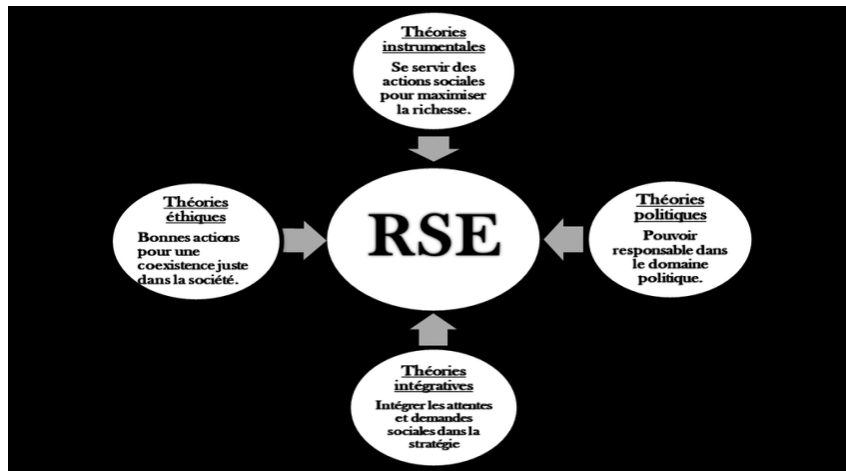 Théories
instrumentales
Se servir des
actions sociales
pour maximiser
la richesse.
Théories
éthiques
Bonnes actions
pour une
coexistence juste
dans la société.
RSE
Théories
politiques
Pouvoir
responsable dans
le domaine
politique.
Théories
intégratives
Intégrer les attentes
et demandes
sociales dans la
stratégie